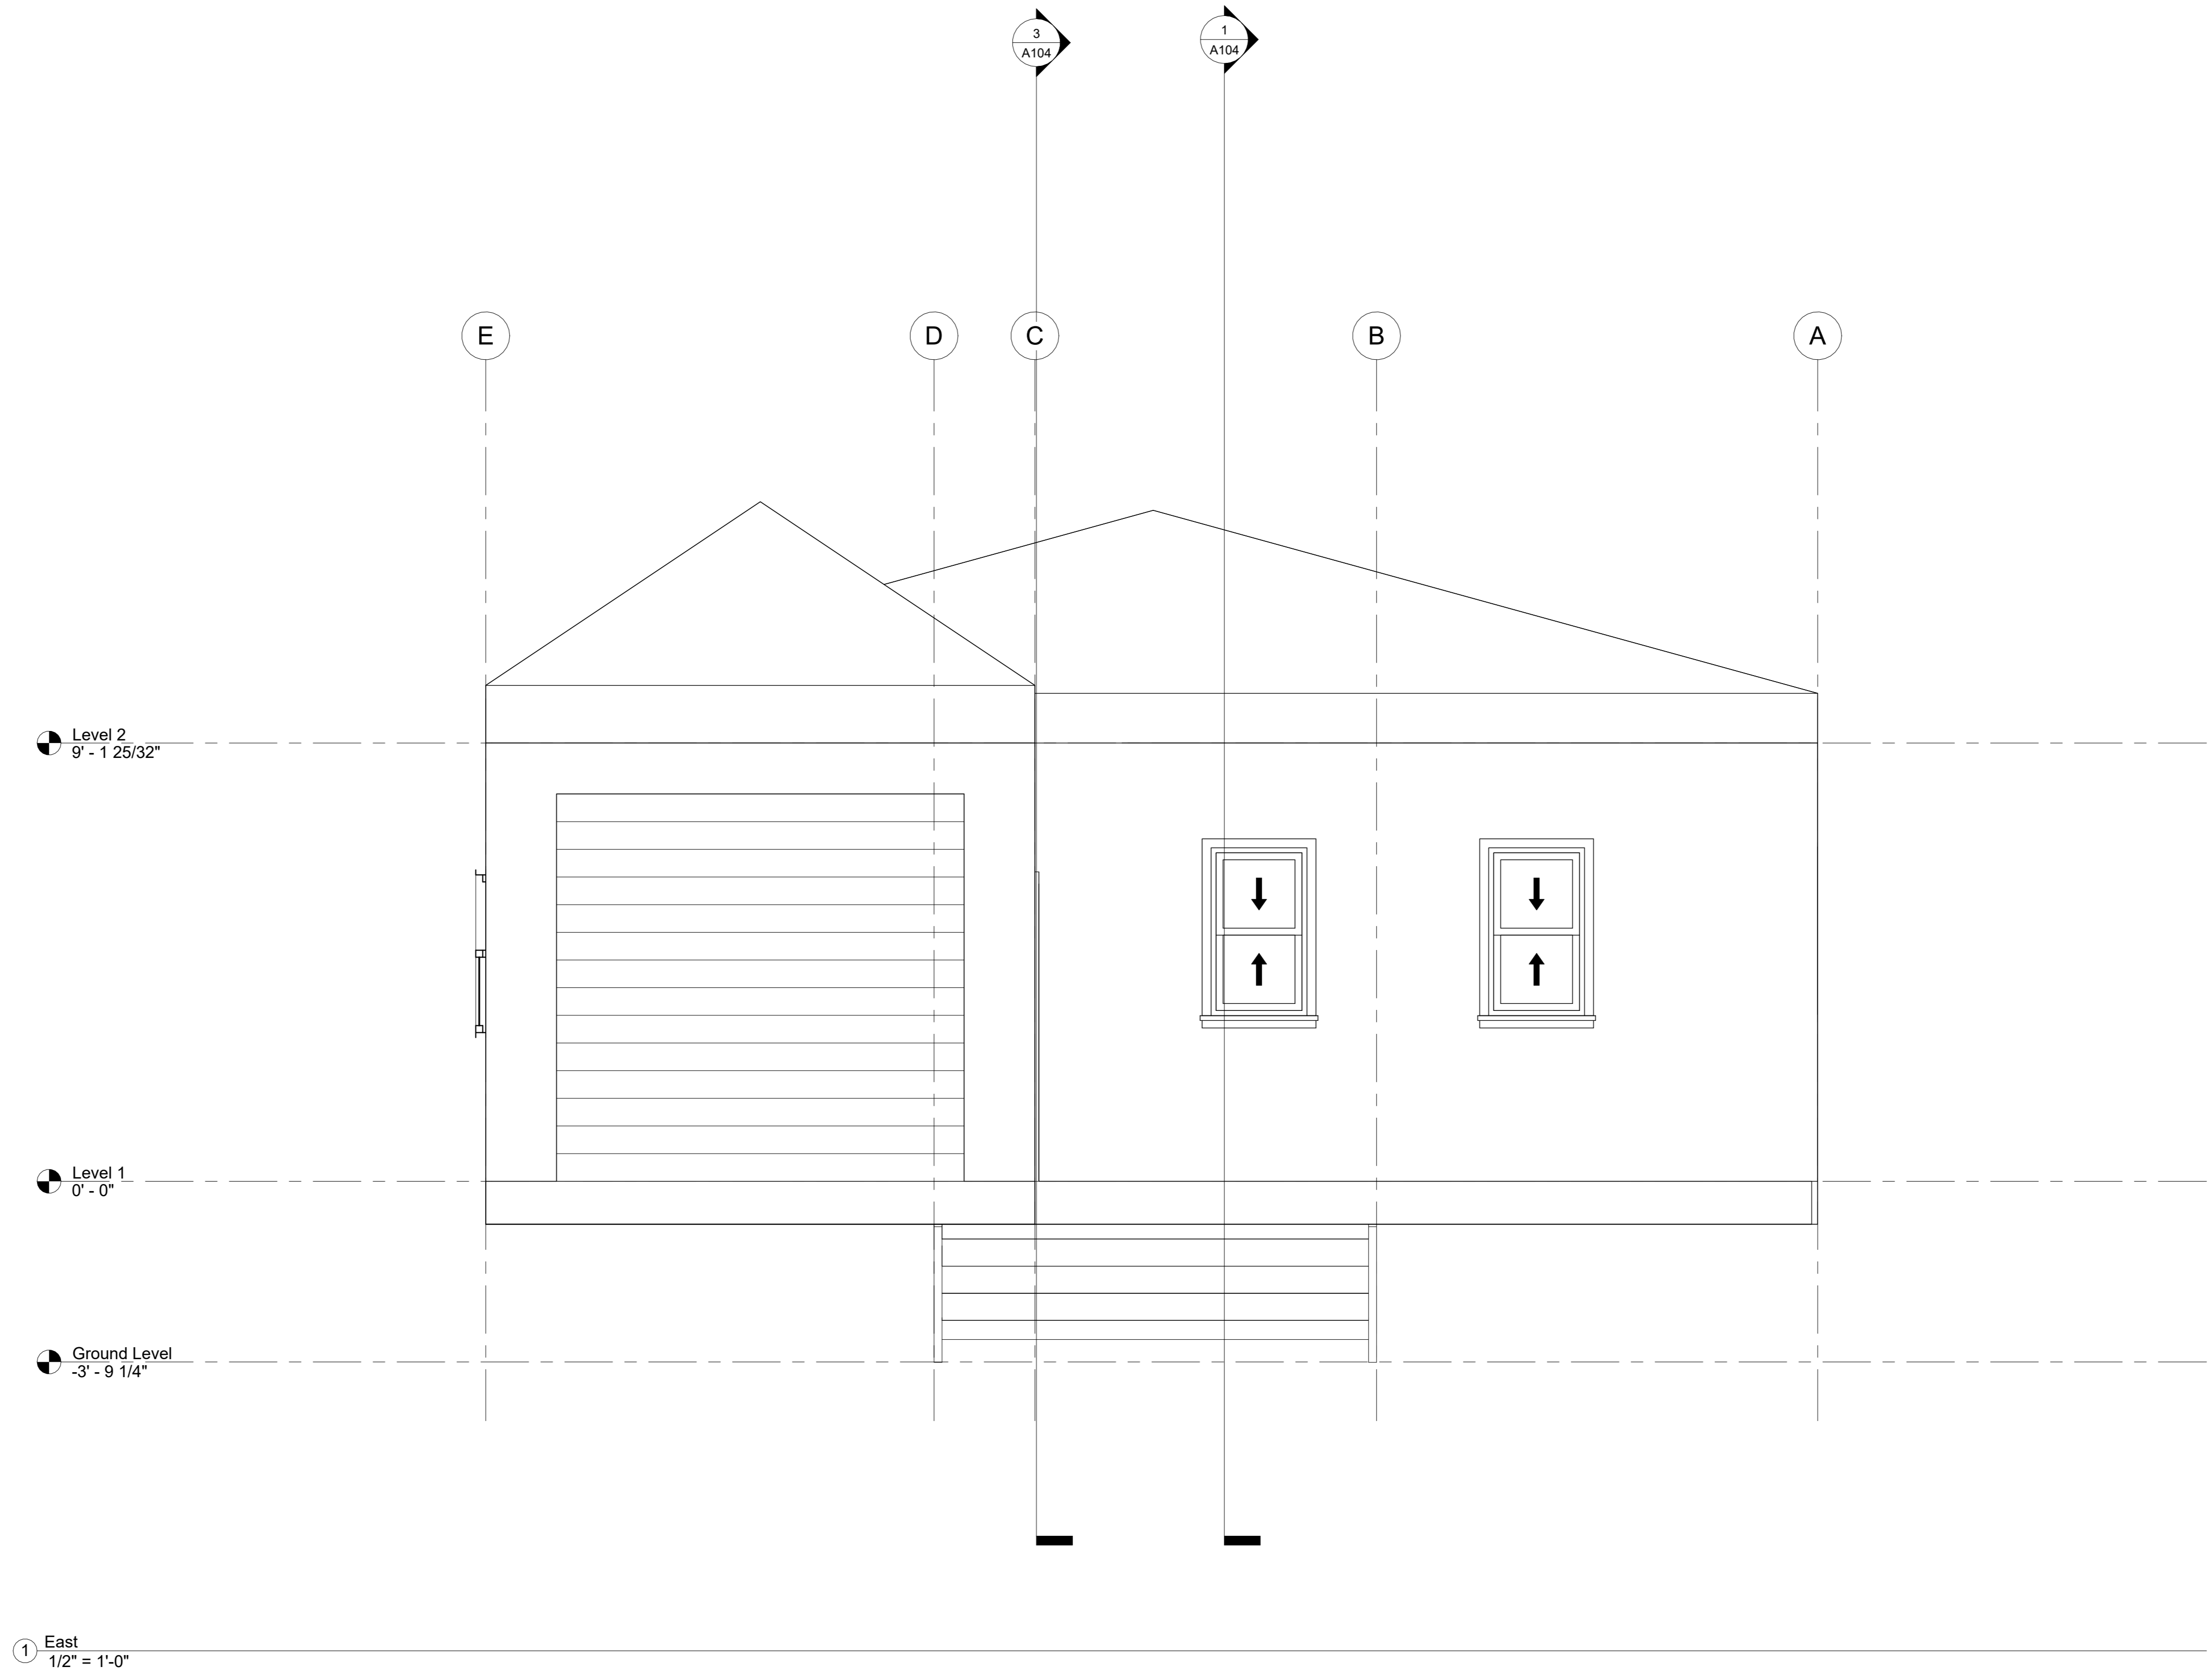 3
A104
1
A104
E
D
C
B
A
Level 2
9' - 1 25/32"
Level 1
0' - 0"
Ground Level
-3' - 9 1/4"
1
East
1/2" = 1'-0"